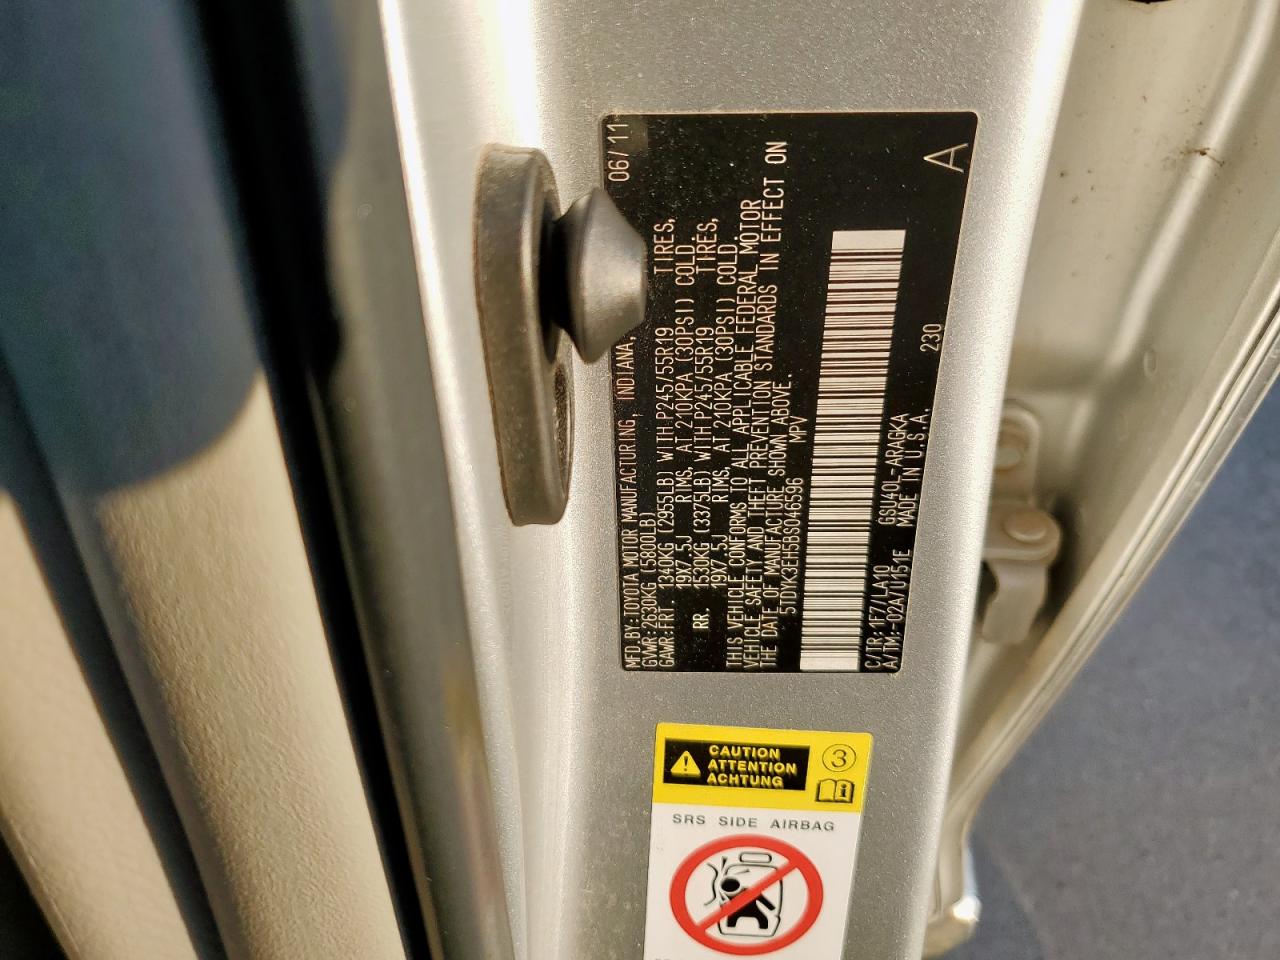 MFD.BY:TOYOTA MOTOR MANUFACTURING, INDIANA, 06/11
GVWR:2630KG (5800LB)
GAWR:FRT. 1340KG (2955LB) WITH P245/55R19 TIRES,
19X7.5J RIMS, AT 210KPA (30PSI) COLD.
RR. 1530KG (3375LB) WITH P245/55R19 TIRES,
19X7.5J RIMS, AT 210KPA (30PSI) COLD.
THIS VEHICLE CONFORMS TO ALL APPLICABLE FEDERAL MOTOR
VEHICLE SAFETY AND THEFT PREVENTION STANDARDS IN EFFECT ON
THE DATE OF MANUFACTURE SHOWN ABOVE.
5TDYK3EH5BS046596 MPV
C/TR:1F7/LA10 GSU40L-ARAGKA 230 A
A/TM:-02A/U151E MADE IN U.S.A.
CAUTION
ATTENTION
ACHTUNG
3
SRS SIDE AIRBAG